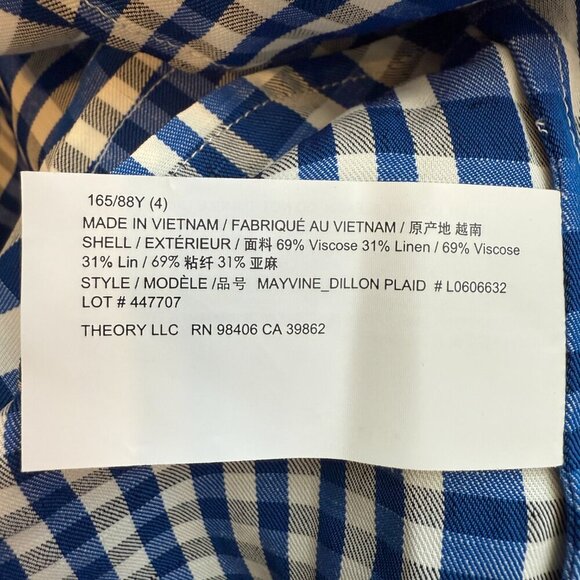 165/88Y (4)
MADE IN VIETNAM / FABRIQUÉ AU VIETNAM / 原产地 越南
SHELL / EXTÉRIEUR / 面料 69% Viscose 31% Linen / 69% Viscose
31% Lin / 69% 粘纤 31% 亚麻
STYLE / MODÈLE /品号 MAYVINE_DILLON PLAID # L0606632
LOT # 447707
THEORY LLC RN 98406 CA 39862